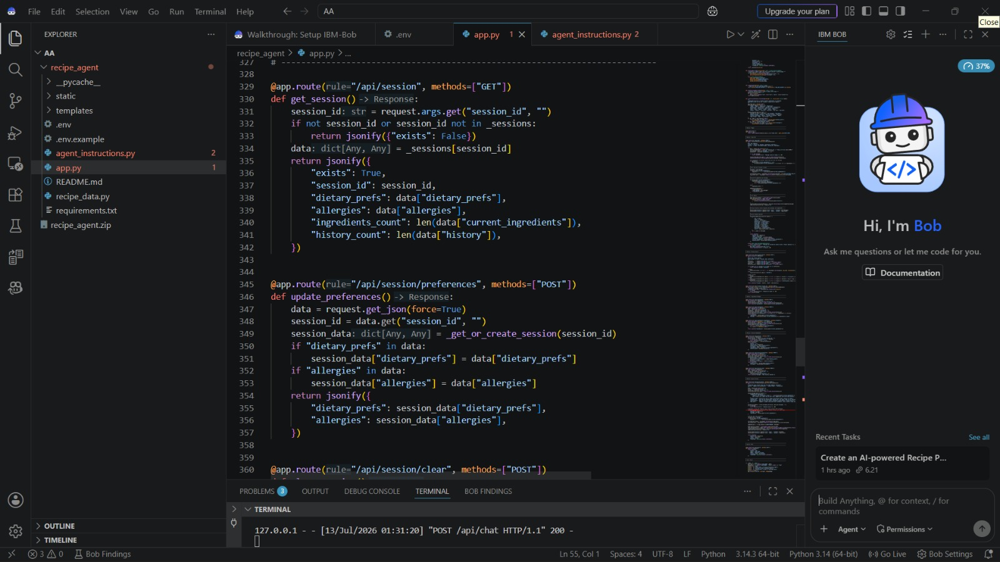 File Edit Selection View Go Run Terminal Help
AA
Upgrade your plan
Close
EXPLORER
AA
recipe_agent
__pycache__
static
templates
.env
.env.example
agent_instructions.py 2
app.py 1
README.md
recipe_data.py
requirements.txt
recipe_agent.zip
OUTLINE
TIMELINE
Walkthrough: Setup IBM-Bob
.env
app.py 1
agent_instructions.py 2
recipe_agent > app.py > ...
327 # ---------------------------------------------------------------------------
328
329 @app.route(rule="/api/session", methods=["GET"])
330 def get_session() -> Response:
331 session_id: str = request.args.get("session_id", "")
332 if not session_id or session_id not in _sessions:
333 return jsonify({"exists": False})
334 data: dict[Any, Any] = _sessions[session_id]
335 return jsonify({
336 "exists": True,
337 "session_id": session_id,
338 "dietary_prefs": data["dietary_prefs"],
339 "allergies": data["allergies"],
340 "ingredients_count": len(data["current_ingredients"]),
341 "history_count": len(data["history"]),
342 })
343
344
345 @app.route(rule="/api/session/preferences", methods=["POST"])
346 def update_preferences() -> Response:
347 data = request.get_json(force=True)
348 session_id = data.get("session_id", "")
349 session_data: dict[Any, Any] = _get_or_create_session(session_id)
350 if "dietary_prefs" in data:
351 session_data["dietary_prefs"] = data["dietary_prefs"]
352 if "allergies" in data:
353 session_data["allergies"] = data["allergies"]
354 return jsonify({
355 "dietary_prefs": session_data["dietary_prefs"],
356 "allergies": session_data["allergies"],
357 })
358
359
360 @app.route(rule="/api/session/clear", methods=["POST"])
PROBLEMS 3 OUTPUT DEBUG CONSOLE TERMINAL BOB FINDINGS
TERMINAL
127.0.0.1 - - [13/Jul/2026 01:31:20] "POST /api/chat HTTP/1.1" 200 -
IBM BOB
37%
</>
Hi, I'm Bob
Ask me questions or let me code for you.
Documentation
Recent Tasks See all
Create an AI-powered Recipe P...
1 hrs ago 6.21
Build Anything, @ for context, / for
commands
Agent Permissions
3 0 Bob Findings
Ln 55, Col 1 Spaces: 4 UTF-8 LF Python 3.14.3 64-bit Python 3.14 (64-bit) Go Live Bob Settings